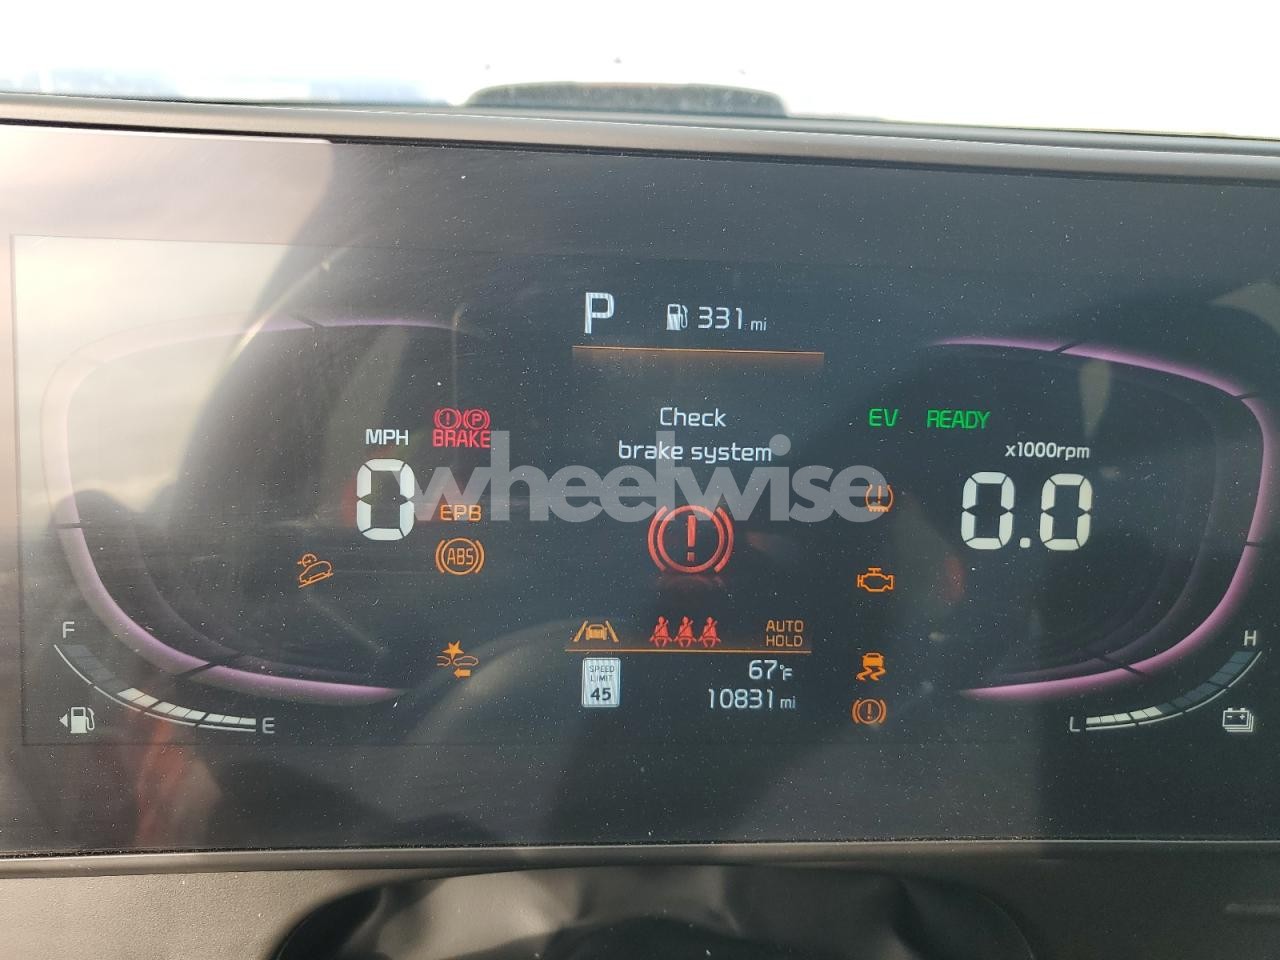 P
331 mi
Check
brake system
EV READY
x1000rpm
0.0
MPH
0
P
BRAKE
EPB
ABS
AUTO
HOLD
SPEED
LIMIT
45
67°F
10831 mi
F
E
H
L
wheelwise